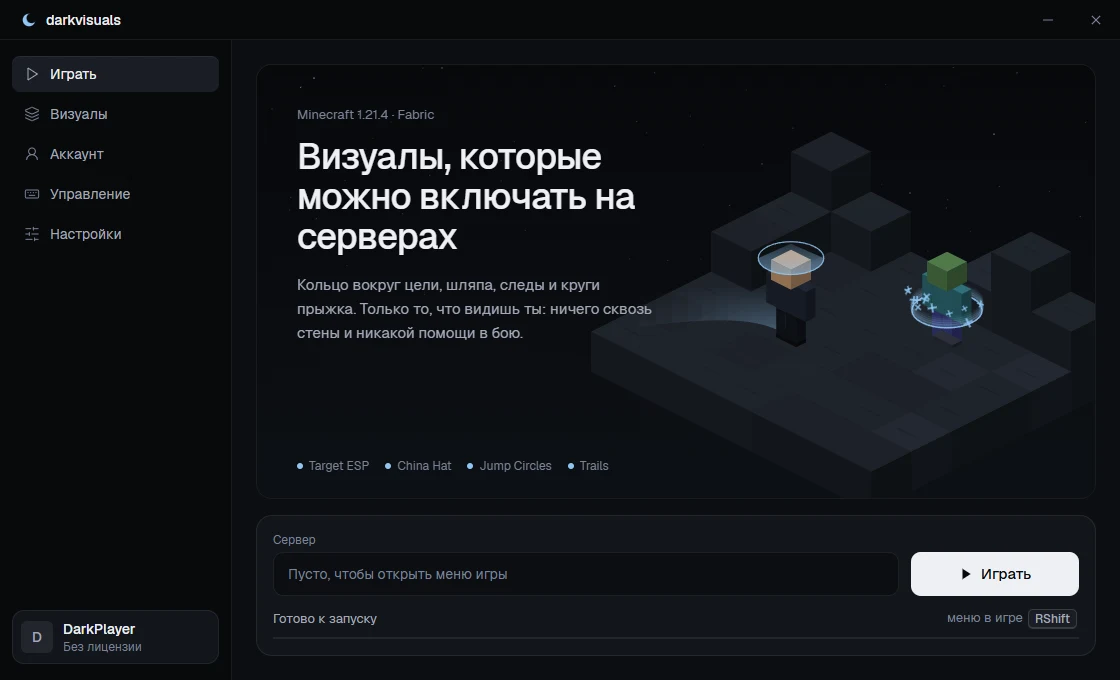 darkvisuals
Играть
Визуалы
Аккаунт
Управление
Настройки
Minecraft 1.21.4 · Fabric
Визуалы, которые
можно включать на
серверах
Кольцо вокруг цели, шляпа, следы и круги
прыжка. Только то, что видишь ты: ничего сквозь
стены и никакой помощи в бою.
Target ESP
China Hat
Jump Circles
Trails
Сервер
Пусто, чтобы открыть меню игры
Играть
Готово к запуску
меню в игре RShift
D
DarkPlayer
Без лицензии